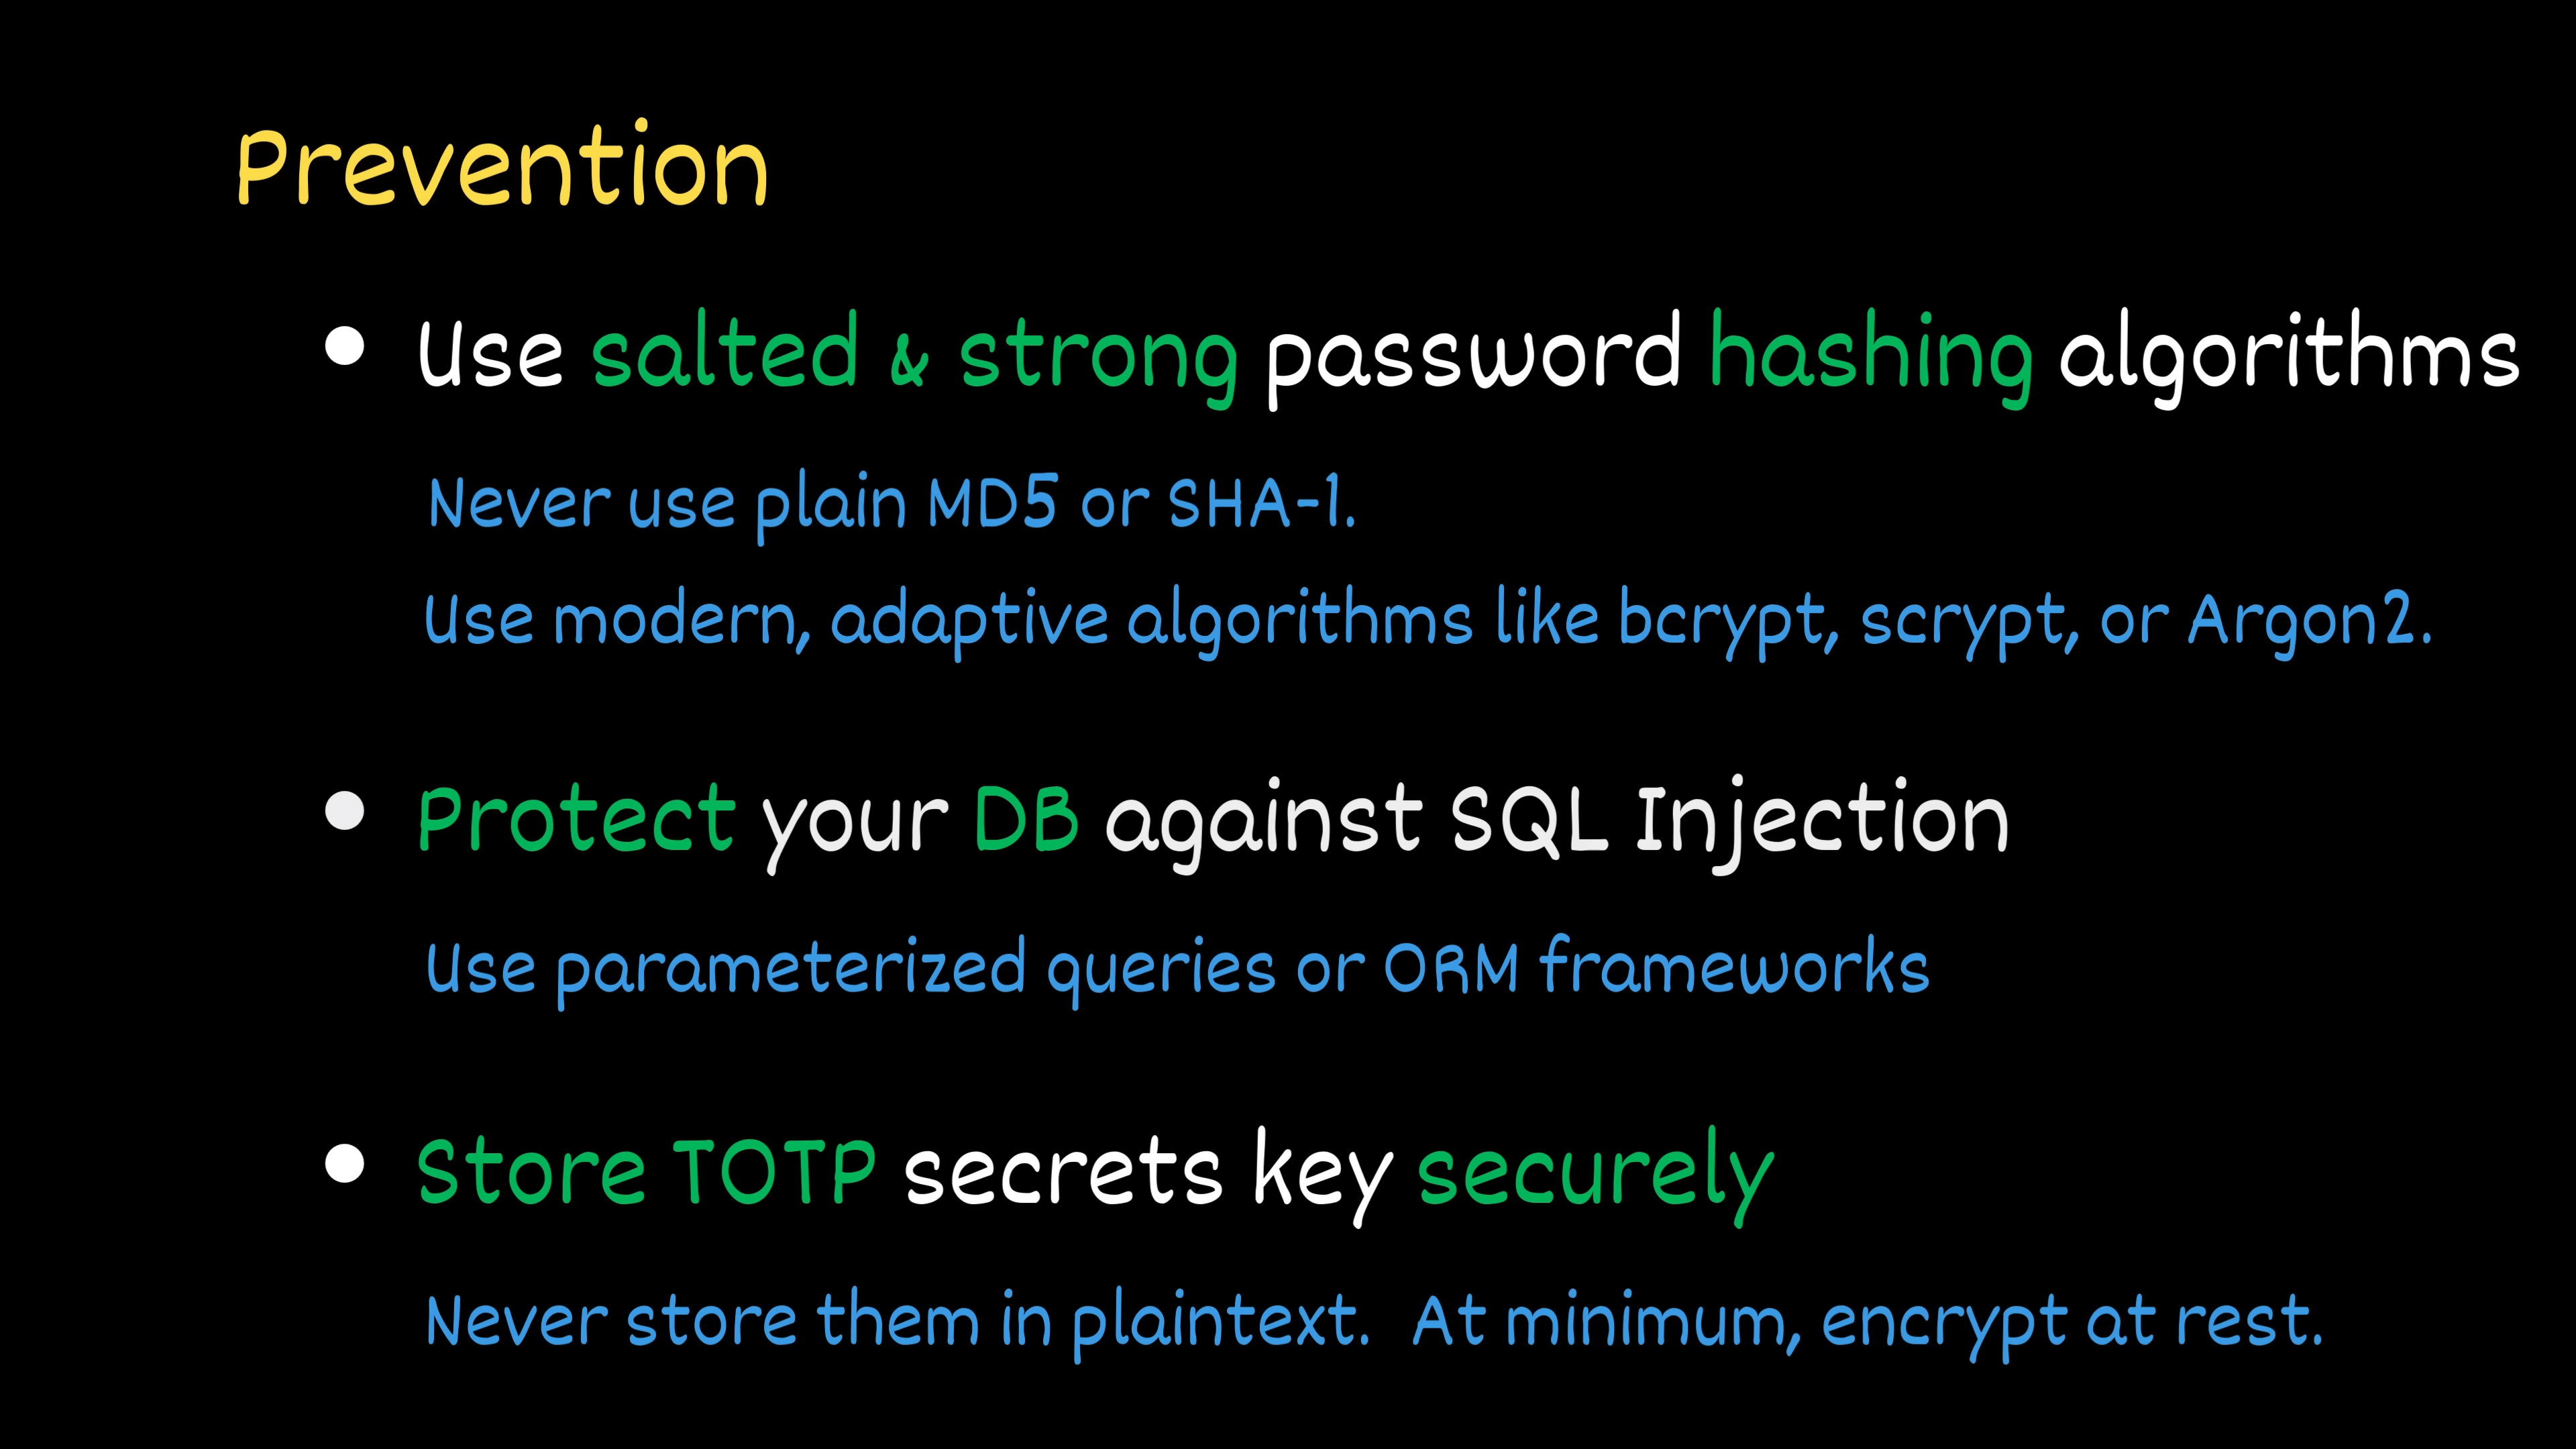 Prevention
• Use salted & strong password hashing algorithms
Never use plain MD5 or SHA-1.
Use modern, adaptive algorithms like bcrypt, scrypt, or Argon2.
• Protect your DB against SQL Injection
Use parameterized queries or ORM frameworks
• Store TOTP secrets key securely
Never store them in plaintext. At minimum, encrypt at rest.